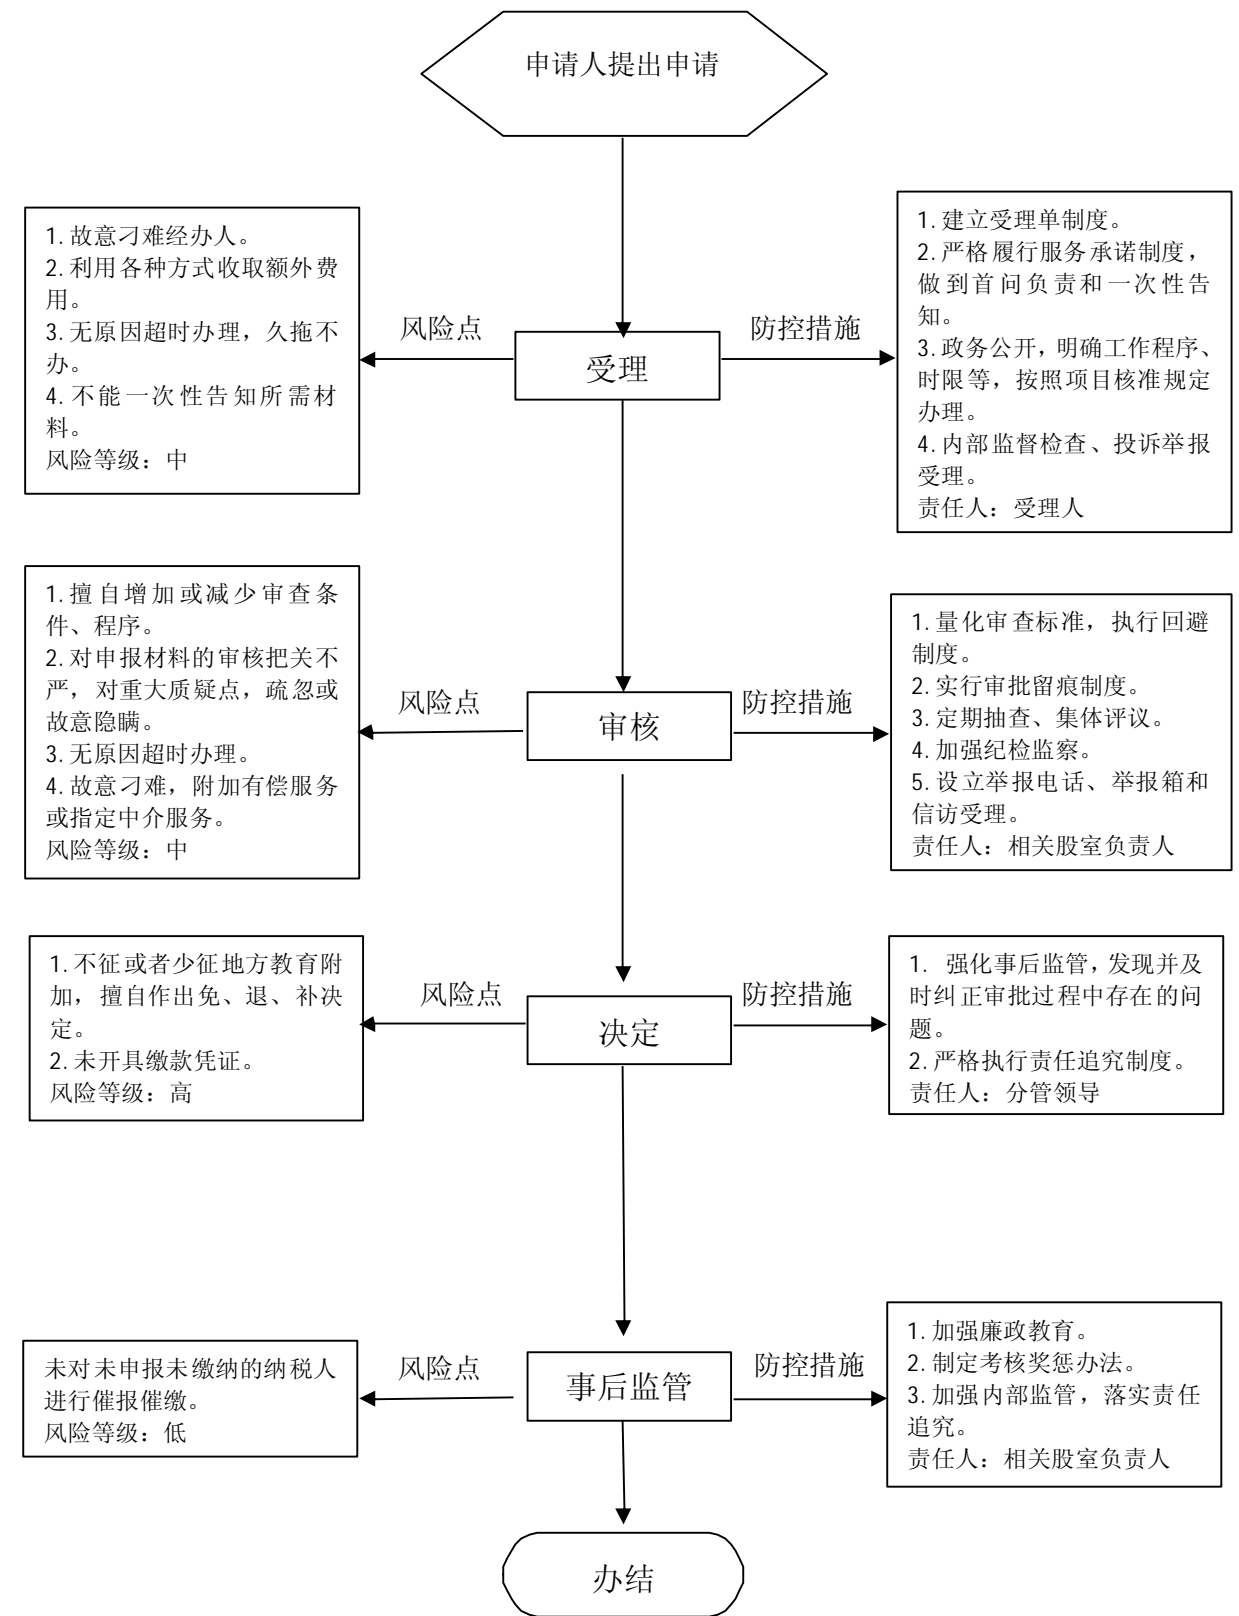 申请人提出申请
1.故意刁难经办人。
2.利用各种方式收取额外费
用。
3.无原因超时办理，久拖不
办。
4.不能一次性告知所需材
料。
风险等级：中
风险点
受理
防控措施
1.建立受理单制度。
2.严格履行服务承诺制度，
做到首问负责和一次性告
知。
3.政务公开，明确工作程序、
时限等，按照项目核准规定
办理。
4.内部监督检查、投诉举报
受理。
责任人：受理人
1.擅自增加或减少审查条
件、程序。
2.对申报材料的审核把关不
严，对重大质疑点，疏忽或
故意隐瞒。
3.无原因超时办理。
4.故意刁难，附加有偿服务
或指定中介服务。
风险等级：中
风险点
审核
防控措施
1.量化审查标准，执行回避
制度。
2.实行审批留痕制度。
3.定期抽查、集体评议。
4.加强纪检监察。
5.设立举报电话、举报箱和
信访受理。
责任人：相关股室负责人
1.不征或者少征地方教育附
加，擅自作出免、退、补决
定。
2.未开具缴款凭证。
风险等级：高
风险点
决定
防控措施
1. 强化事后监管，发现并及
时纠正审批过程中存在的问
题。
2.严格执行责任追究制度。
责任人：分管领导
未对未申报未缴纳的纳税人
进行催报催缴。
风险等级：低
风险点
事后监管
防控措施
1.加强廉政教育。
2.制定考核奖惩办法。
3.加强内部监管，落实责任
追究。
责任人：相关股室负责人
办结